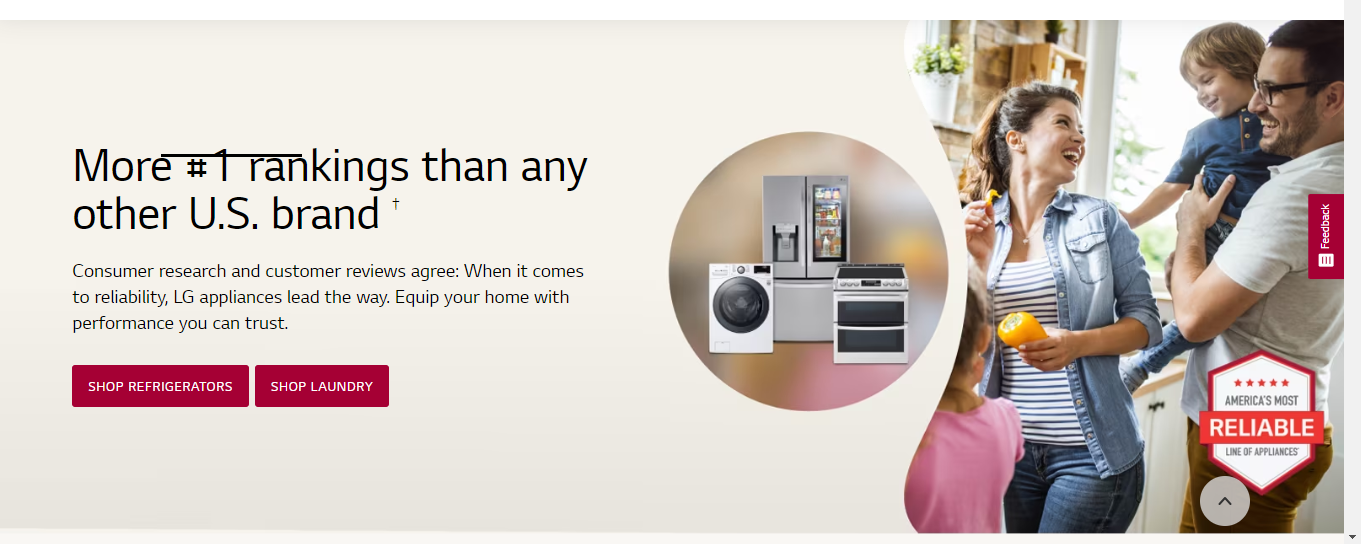 More #1 rankings than any
other U.S. brand †
Consumer research and customer reviews agree: When it comes
to reliability, LG appliances lead the way. Equip your home with
performance you can trust.
SHOP REFRIGERATORS
SHOP LAUNDRY
Feedback
AMERICA'S MOST
RELIABLE
LINE OF APPLIANCES